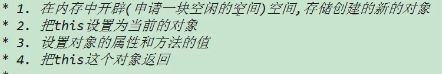 * 1. 在内存中开辟(申请一块空闲的空间)空间,存储创建的新的对象
* 2. 把this设置为当前的对象
* 3. 设置对象的属性和方法的值
* 4. 把this这个对象返回
*